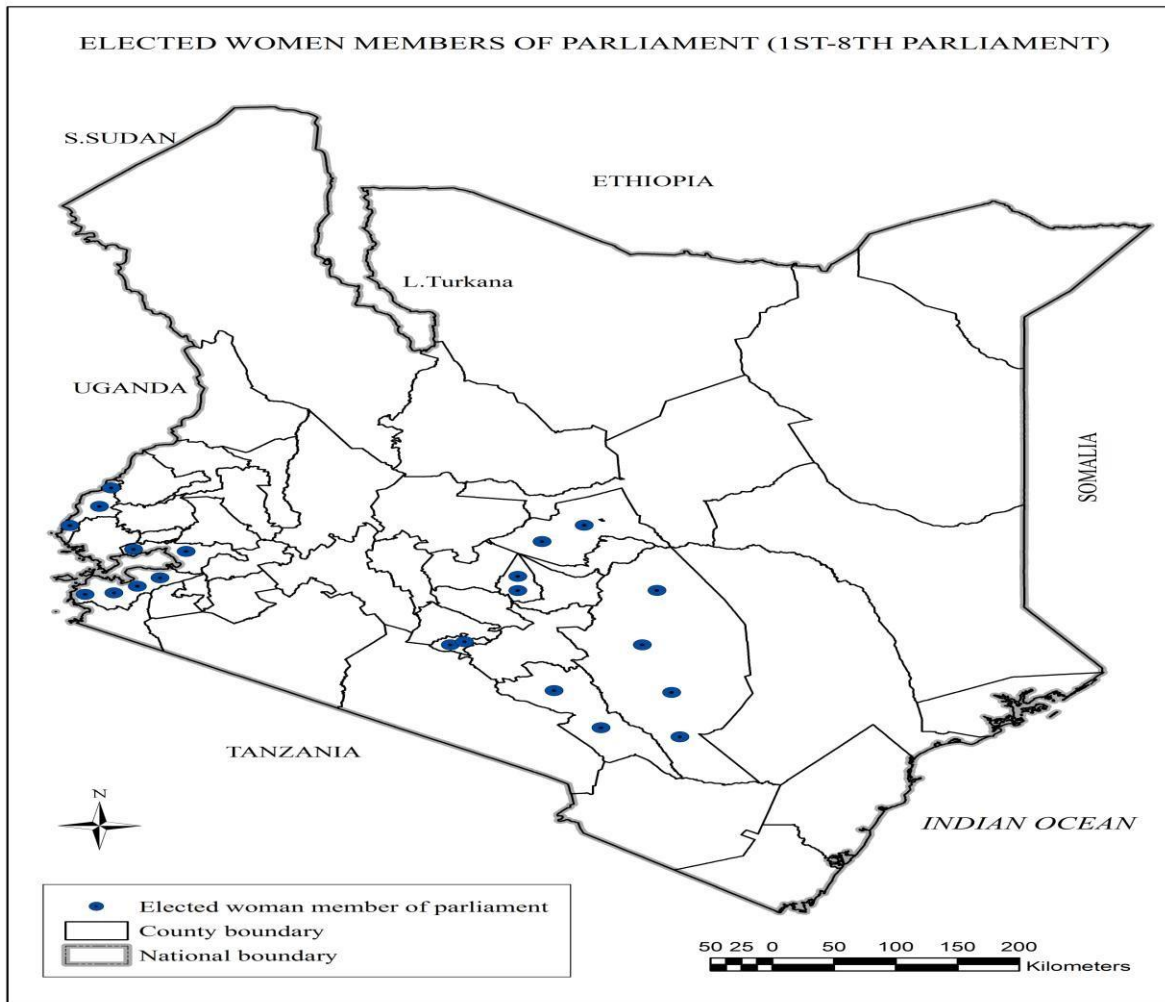 ELECTED WOMEN MEMBERS OF PARLIAMENT (1ST-8TH PARLIAMENT)
S.SUDAN
ETHIOPIA
L.Turkana
UGANDA
SOMALIA
TANZANIA
N
INDIAN OCEAN
Elected woman member of parliament
County boundary
National boundary
50 25 0 50 100 150 200
Kilometers